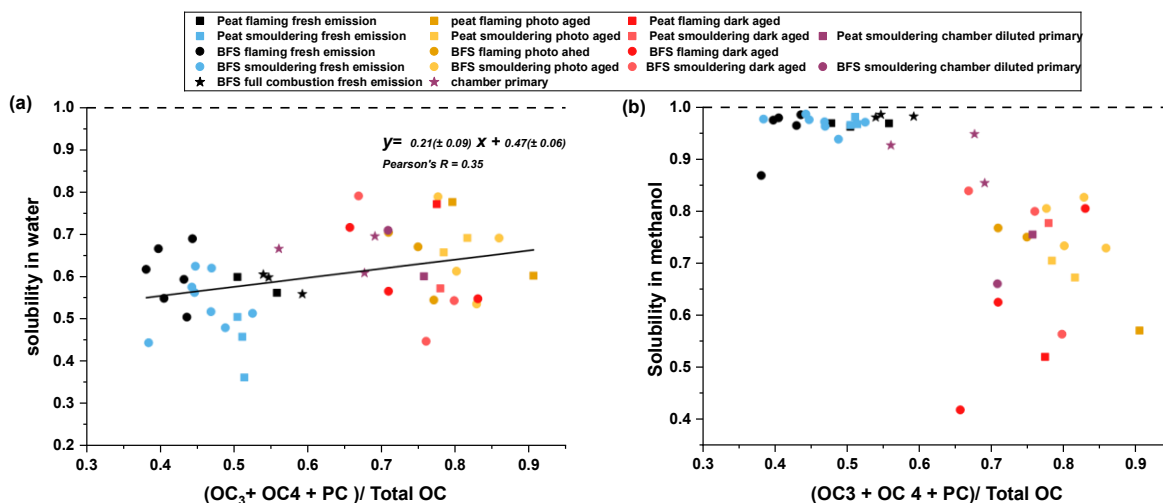 Peat flaming fresh emission peat flaming photo aged Peat flaming dark aged
Peat smouldering fresh emission Peat smouldering photo aged Peat smouldering dark aged Peat smouldering chamber diluted primary
BFS flaming fresh emission BFS flaming photo ahed BFS flaming dark aged
BFS smouldering fresh emission BFS smouldering photo aged BFS smouldering dark aged BFS smouldering chamber diluted primary
BFS full combustion fresh emission chamber primary
(a)
1.0
0.9
0.8
0.7
0.6
0.5
0.4
0.3
0.2
solubility in water
y= 0.21(± 0.09) x + 0.47(± 0.06)
Pearson's R = 0.35
0.3 0.4 0.5 0.6 0.7 0.8 0.9
(OC₃+ OC4 + PC )/ Total OC
(b)
1.0
0.9
0.8
0.7
0.6
0.5
0.4
Solubility in methanol
0.3 0.4 0.5 0.6 0.7 0.8 0.9
(OC3 + OC 4 + PC)/ Total OC